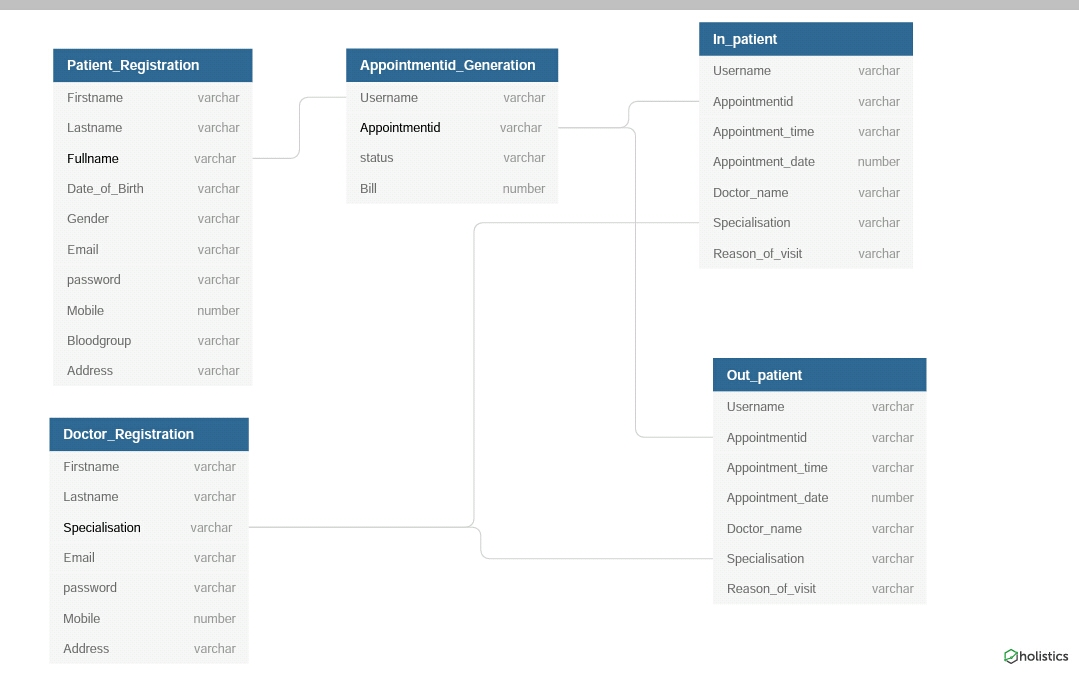 Patient_Registration
Firstname varchar
Lastname varchar
Fullname varchar
Date_of_Birth varchar
Gender varchar
Email varchar
password varchar
Mobile number
Bloodgroup varchar
Address varchar
Appointmentid_Generation
Username varchar
Appointmentid varchar
status varchar
Bill number
In_patient
Username varchar
Appointmentid varchar
Appointment_time varchar
Appointment_date number
Doctor_name varchar
Specialisation varchar
Reason_of_visit varchar
Doctor_Registration
Firstname varchar
Lastname varchar
Specialisation varchar
Email varchar
password varchar
Mobile number
Address varchar
Out_patient
Username varchar
Appointmentid varchar
Appointment_time varchar
Appointment_date number
Doctor_name varchar
Specialisation varchar
Reason_of_visit varchar
holistics